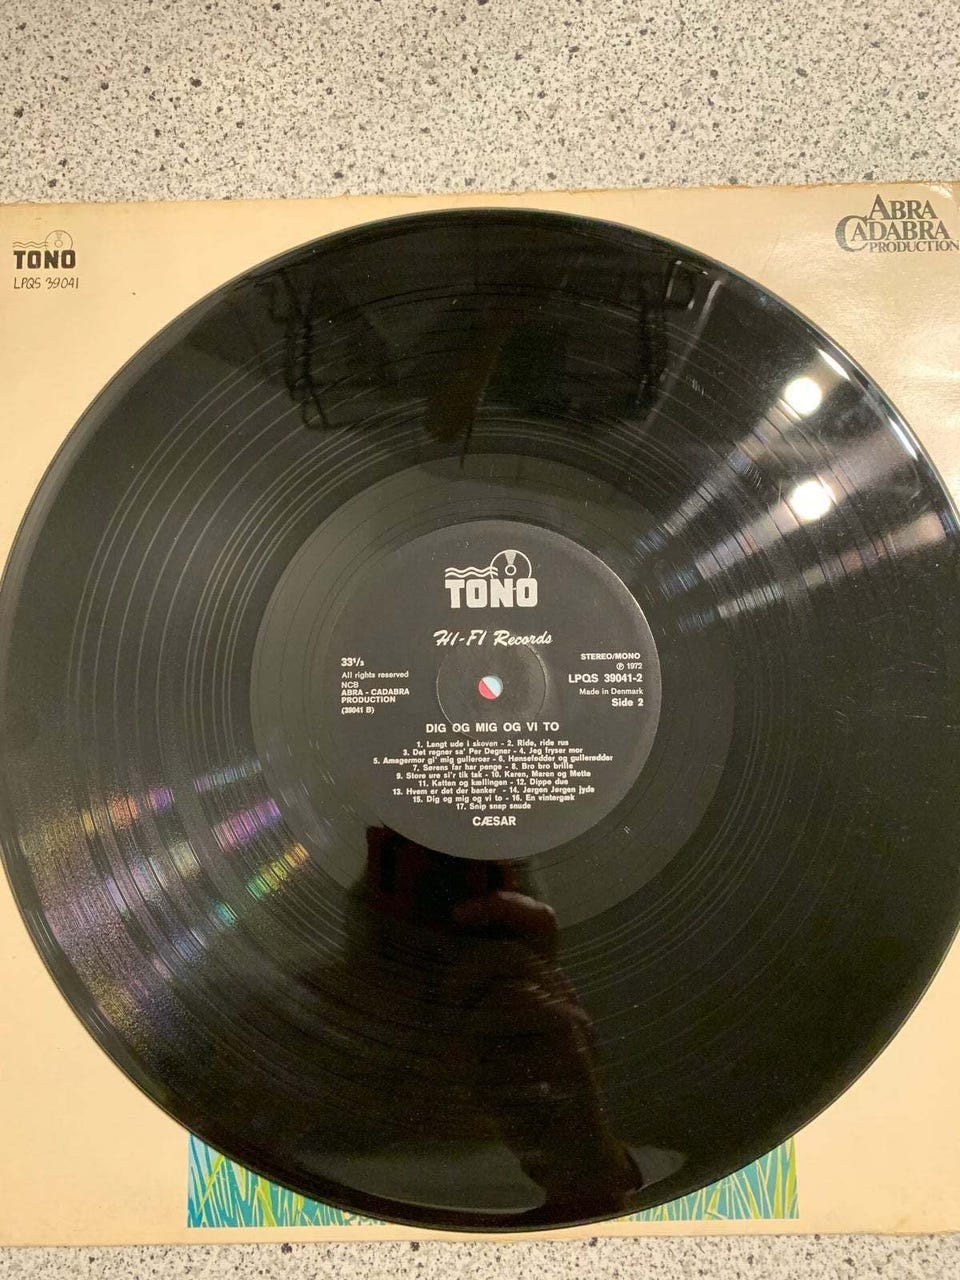 TONO
LPQS 39041
ABRA
CADABRA
PRODUCTION
TONO
HI-FI Records
33⅓
All rights reserved
NCB
ABRA - CADABRA
PRODUCTION
(39041 B)
STEREO/MONO
Ⓟ 1972
LPQS 39041-2
Made in Denmark
Side 2
DIG OG MIG OG VI TO
1. Langt ude i skoven - 2. Ride, ride rus
3. Det regner sa' Per Degner - 4. Jeg fryser mor
5. Amagermor gi' mig gulleroer - 6. Hønsefødder og gullerødder
7. Sørens far har penge - 8. Bro bro brille
9. Store ure si'r tik tak - 10. Karen, Maren og Mette
11. Katten og kællingen - 12. Dippe due
13. Hvem er det der banker - 14. Jørgen Jørgen jyde
15. Dig og mig og vi to - 16. En vintergæk
17. Snip snap snude
CÆSAR